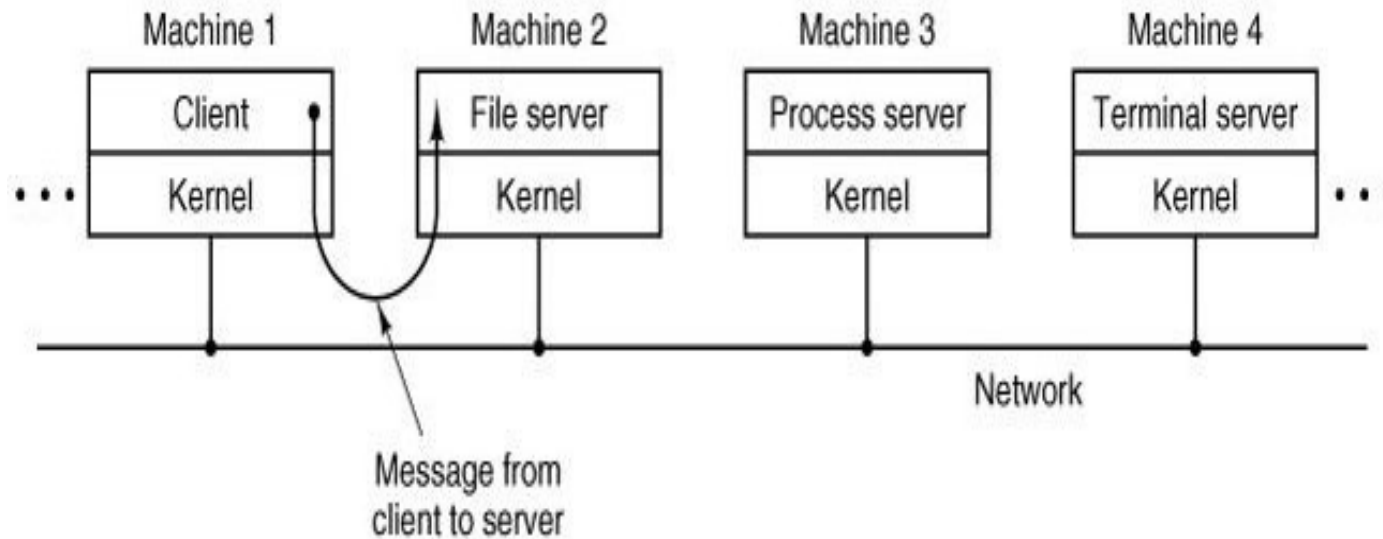 Machine 1
Machine 2
Machine 3
Machine 4
Client
File server
Process server
Terminal server
Kernel
Kernel
Kernel
Kernel
Network
Message from
client to server